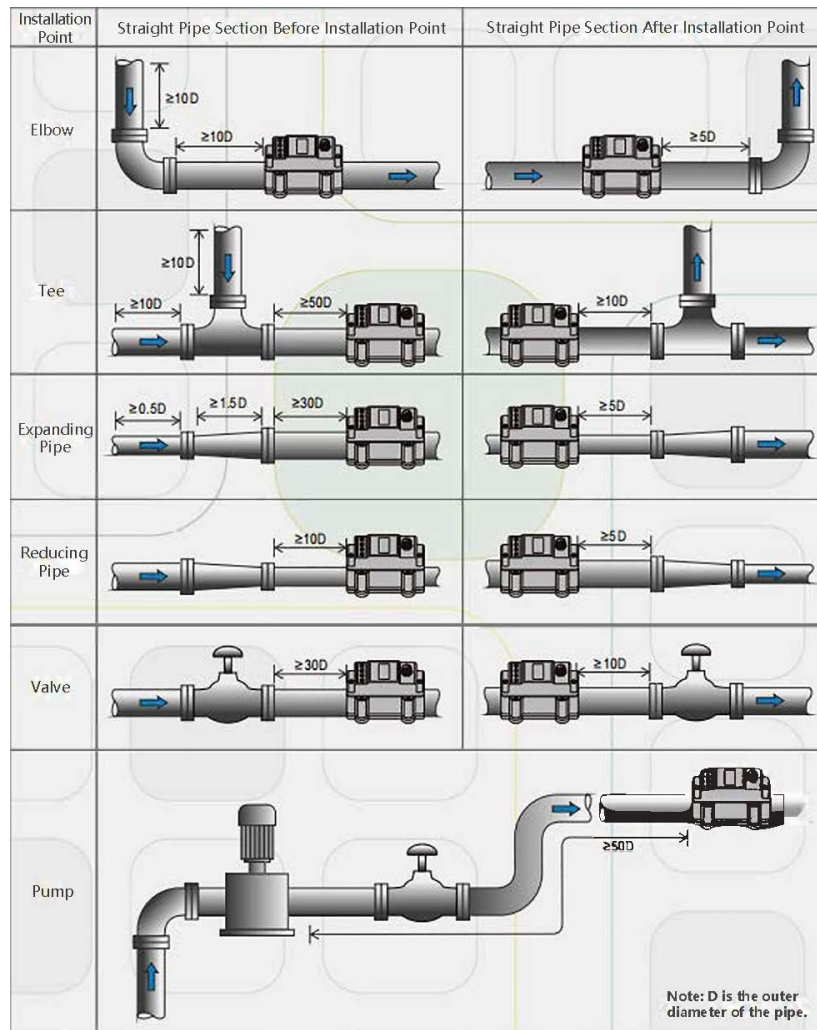 Installation Point
Straight Pipe Section Before Installation Point
Straight Pipe Section After Installation Point
Elbow
≥10D
≥10D
≥5D
Tee
≥10D
≥10D
≥50D
≥10D
Expanding Pipe
≥0.5D
≥1.5D
≥30D
≥5D
Reducing Pipe
≥10D
≥5D
Valve
≥30D
≥10D
Pump
≥50D
Note: D is the outer
diameter of the pipe.